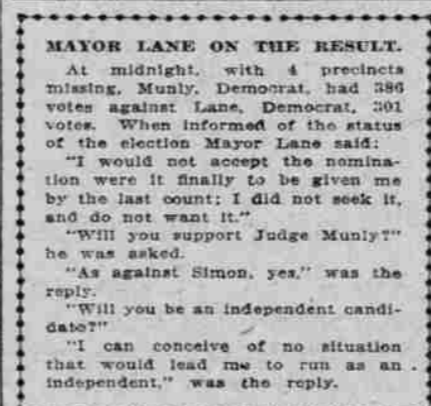 MAYOR LANE ON THE RESULT.
At midnight, with 4 precincts
missing, Munly, Democrat, had 386
votes against Lane, Democrat, 301
votes. When informed of the status
of the election Mayor Lane said:
"I would not accept the nomina-
tion were it finally to be given me
by the last count; I did not seek it,
and do not want it."
"Will you support Judge Munly?"
he was asked.
"As against Simon, yes," was the
reply.
"Will you be an independent candi-
date?"
"I can conceive of no situation
that would lead me to run as an
independent," was the reply.